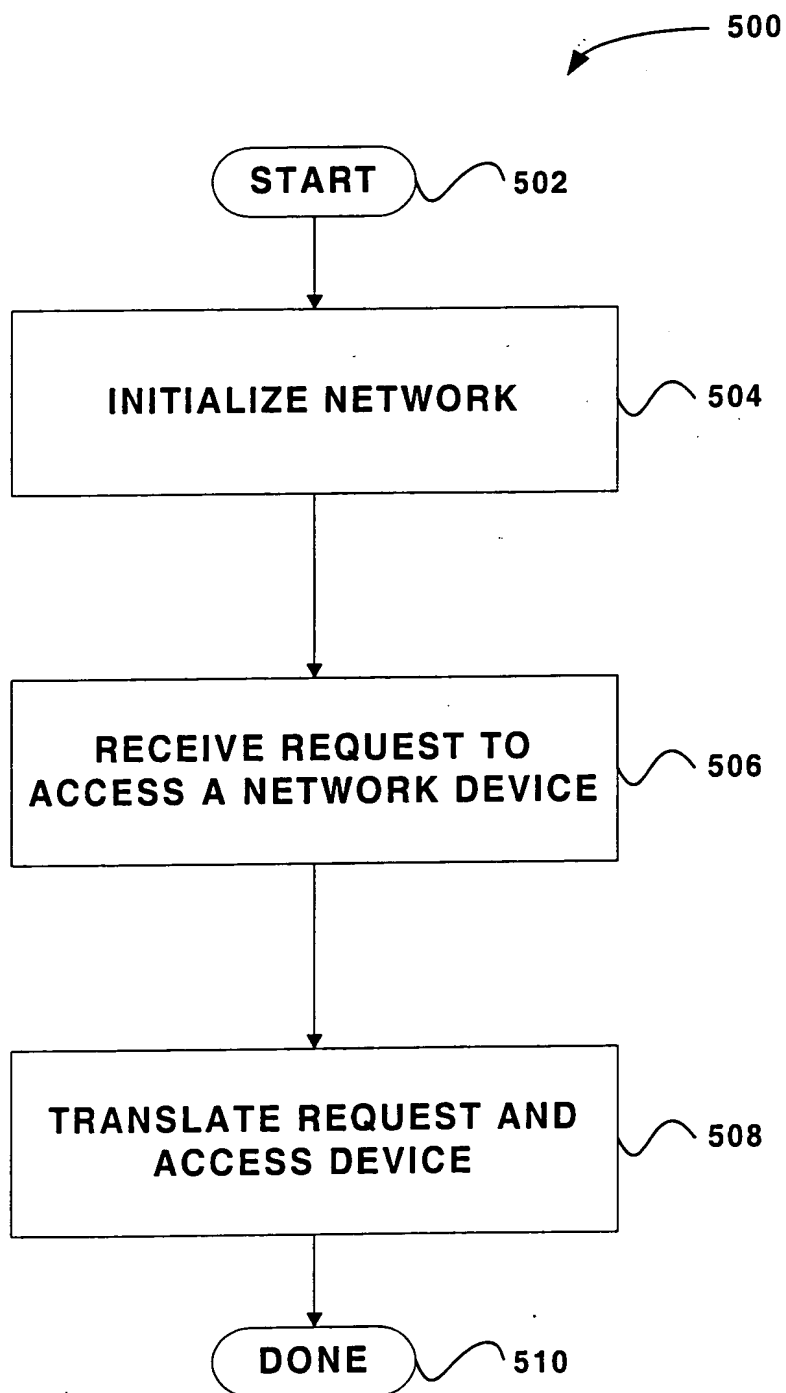 500
START
502
INITIALIZE NETWORK
504
RECEIVE REQUEST TO
ACCESS A NETWORK DEVICE
506
TRANSLATE REQUEST AND
ACCESS DEVICE
508
DONE
510